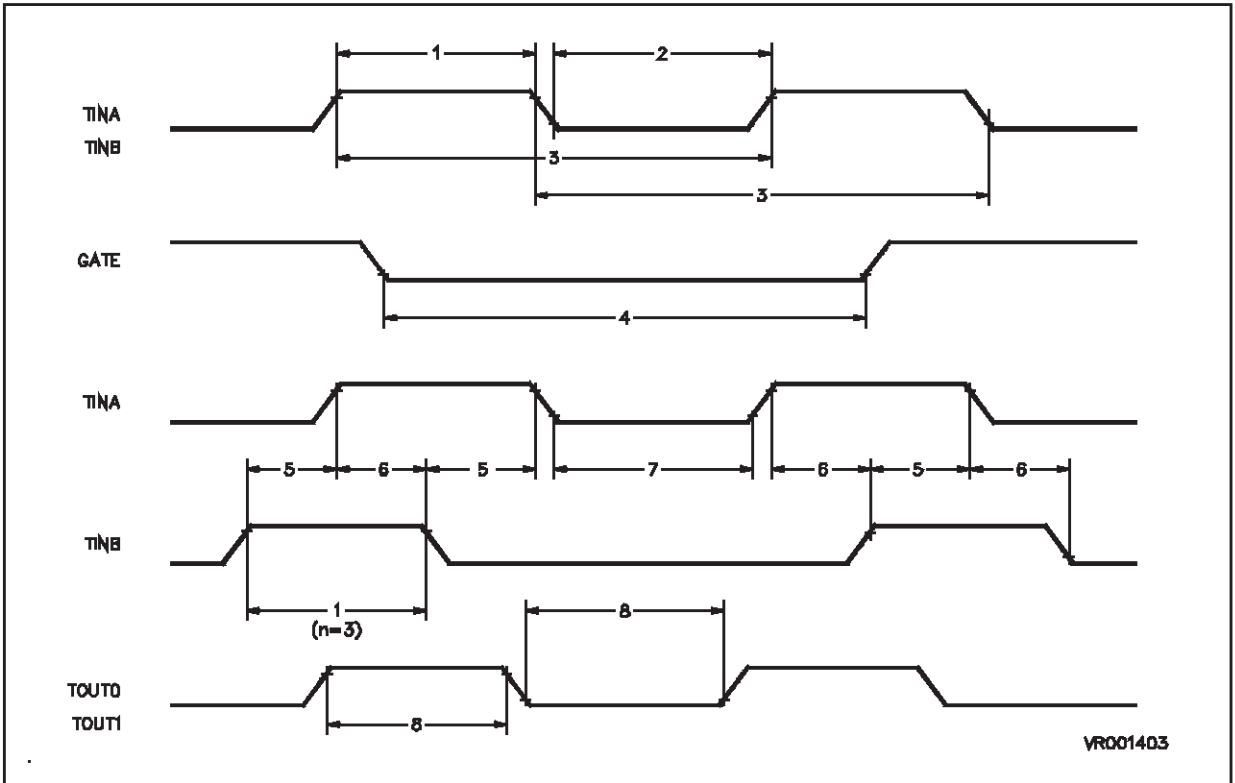 1 2
TINA
TINB
3
3
GATE
4
TINA
5 6 5 7 6 5 6
TINB
1 8
(n=3)
TOUT0
TOUT1
8
VR001403